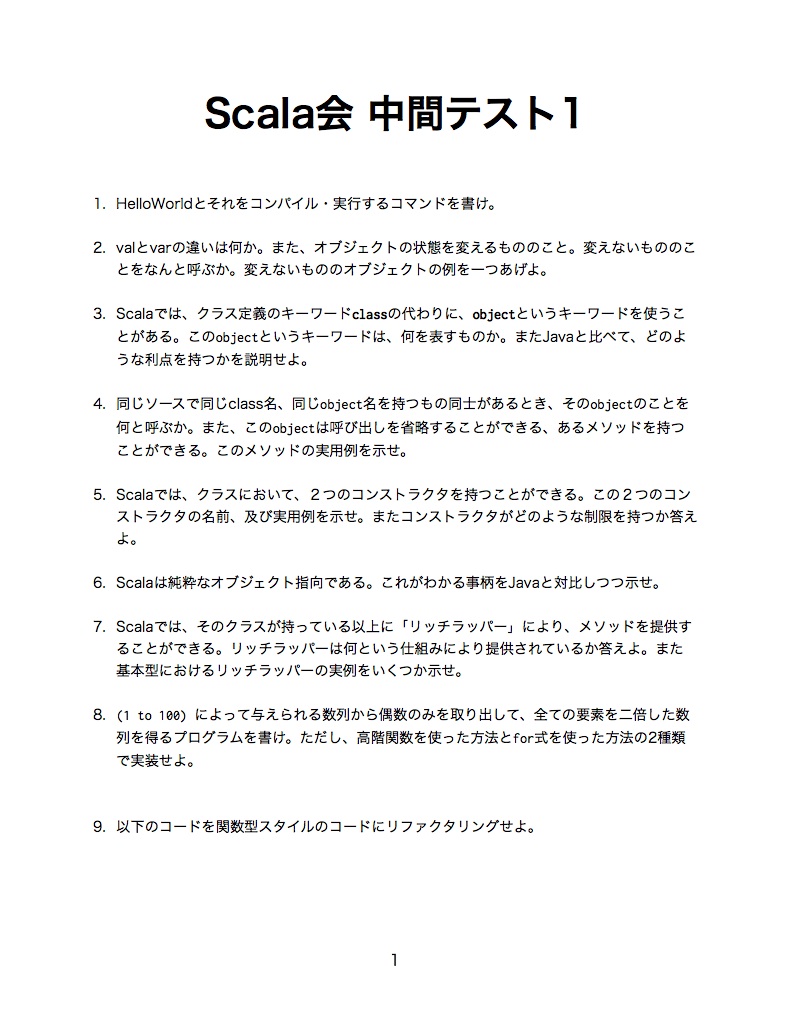 Scala会 中間テスト1
1. HelloWorldとそれをコンパイル・実行するコマンドを書け。
2. valとvarの違いは何か。また、オブジェクトの状態を変えるもののこと。変えないもののこ
とをなんと呼ぶか。変えないもののオブジェクトの例を一つあげよ。
3. Scalaでは、クラス定義のキーワードclassの代わりに、objectというキーワードを使うこ
とがある。このobjectというキーワードは、何を表すものか。またJavaと比べて、どのよ
うな利点を持つかを説明せよ。
4. 同じソースで同じclass名、同じobject名を持つもの同士があるとき、そのobjectのことを
何と呼ぶか。また、このobjectは呼び出しを省略することができる、あるメソッドを持つ
ことができる。このメソッドの実用例を示せ。
5. Scalaでは、クラスにおいて、２つのコンストラクタを持つことができる。この２つのコン
ストラクタの名前、及び実用例を示せ。またコンストラクタがどのような制限を持つか答え
よ。
6. Scalaは純粋なオブジェクト指向である。これがわかる事柄をJavaと対比しつつ示せ。
7. Scalaでは、そのクラスが持っている以上に「リッチラッパー」により、メソッドを提供す
ることができる。リッチラッパーは何という仕組みにより提供されているか答えよ。また
基本型におけるリッチラッパーの実例をいくつか示せ。
8. (1 to 100) によって与えられる数列から偶数のみを取り出して、全ての要素を二倍した数
列を得るプログラムを書け。ただし、高階関数を使った方法とfor式を使った方法の2種類
で実装せよ。
9. 以下のコードを関数型スタイルのコードにリファクタリングせよ。
1